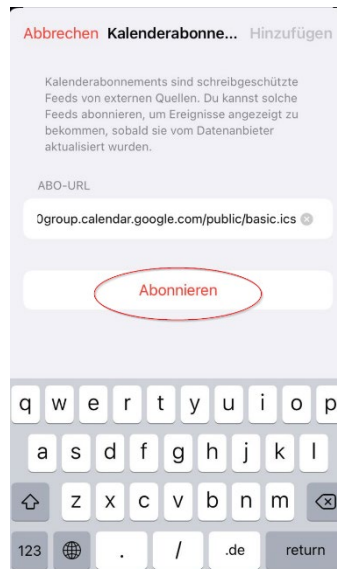 Abbrechen Kalenderabonne... Hinzufügen
Kalenderabonnements sind schreibgeschützte
Feeds von externen Quellen. Du kannst solche
Feeds abonnieren, um Ereignisse angezeigt zu
bekommen, sobald sie vom Datenanbieter
aktualisiert wurden.
ABO-URL
0group.calendar.google.com/public/basic.ics
Abonnieren
q w e r t y u i o p
a s d f g h j k l
z x c v b n m
123 . / .de return